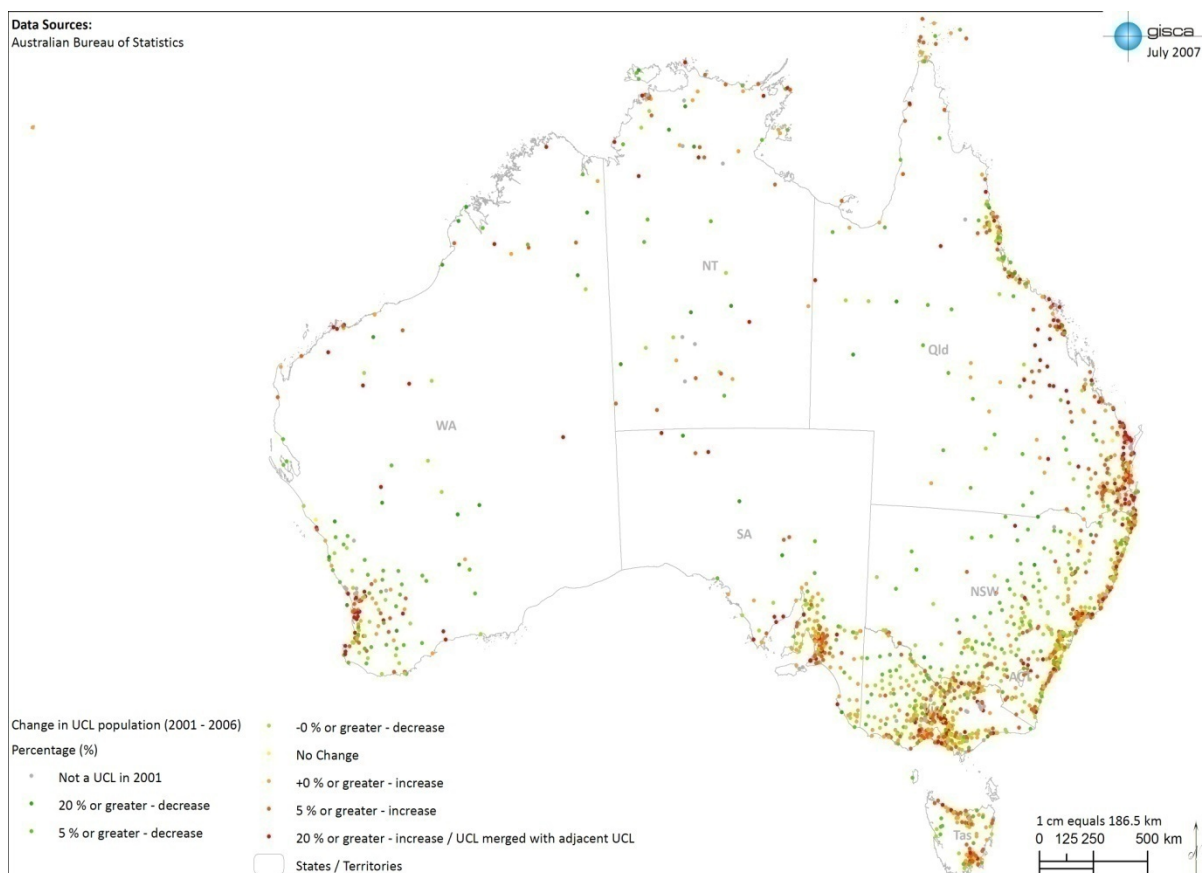 Data Sources:
Australian Bureau of Statistics
gisca
July 2007
NT
Qld
WA
SA
NSW
ACT
Tas
Change in UCL population (2001 - 2006)
Percentage (%)
Not a UCL in 2001
20 % or greater - decrease
5 % or greater - decrease
-0 % or greater - decrease
No Change
+0 % or greater - increase
5 % or greater - increase
20 % or greater - increase / UCL merged with adjacent UCL
States / Territories
1 cm equals 186.5 km
0 125 250 500 km